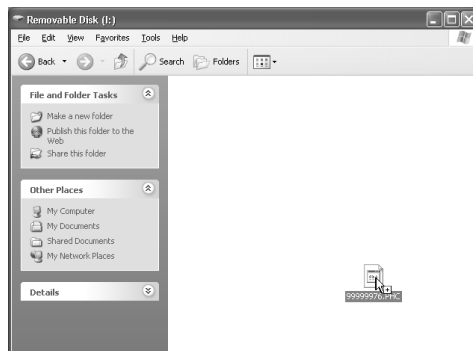 Removable Disk (I:)
File Edit View Favorites Tools Help
Back Search Folders
File and Folder Tasks
Make a new folder
Publish this folder to the
Web
Share this folder
Other Places
My Computer
My Documents
Shared Documents
My Network Places
Details
99999976.PHC